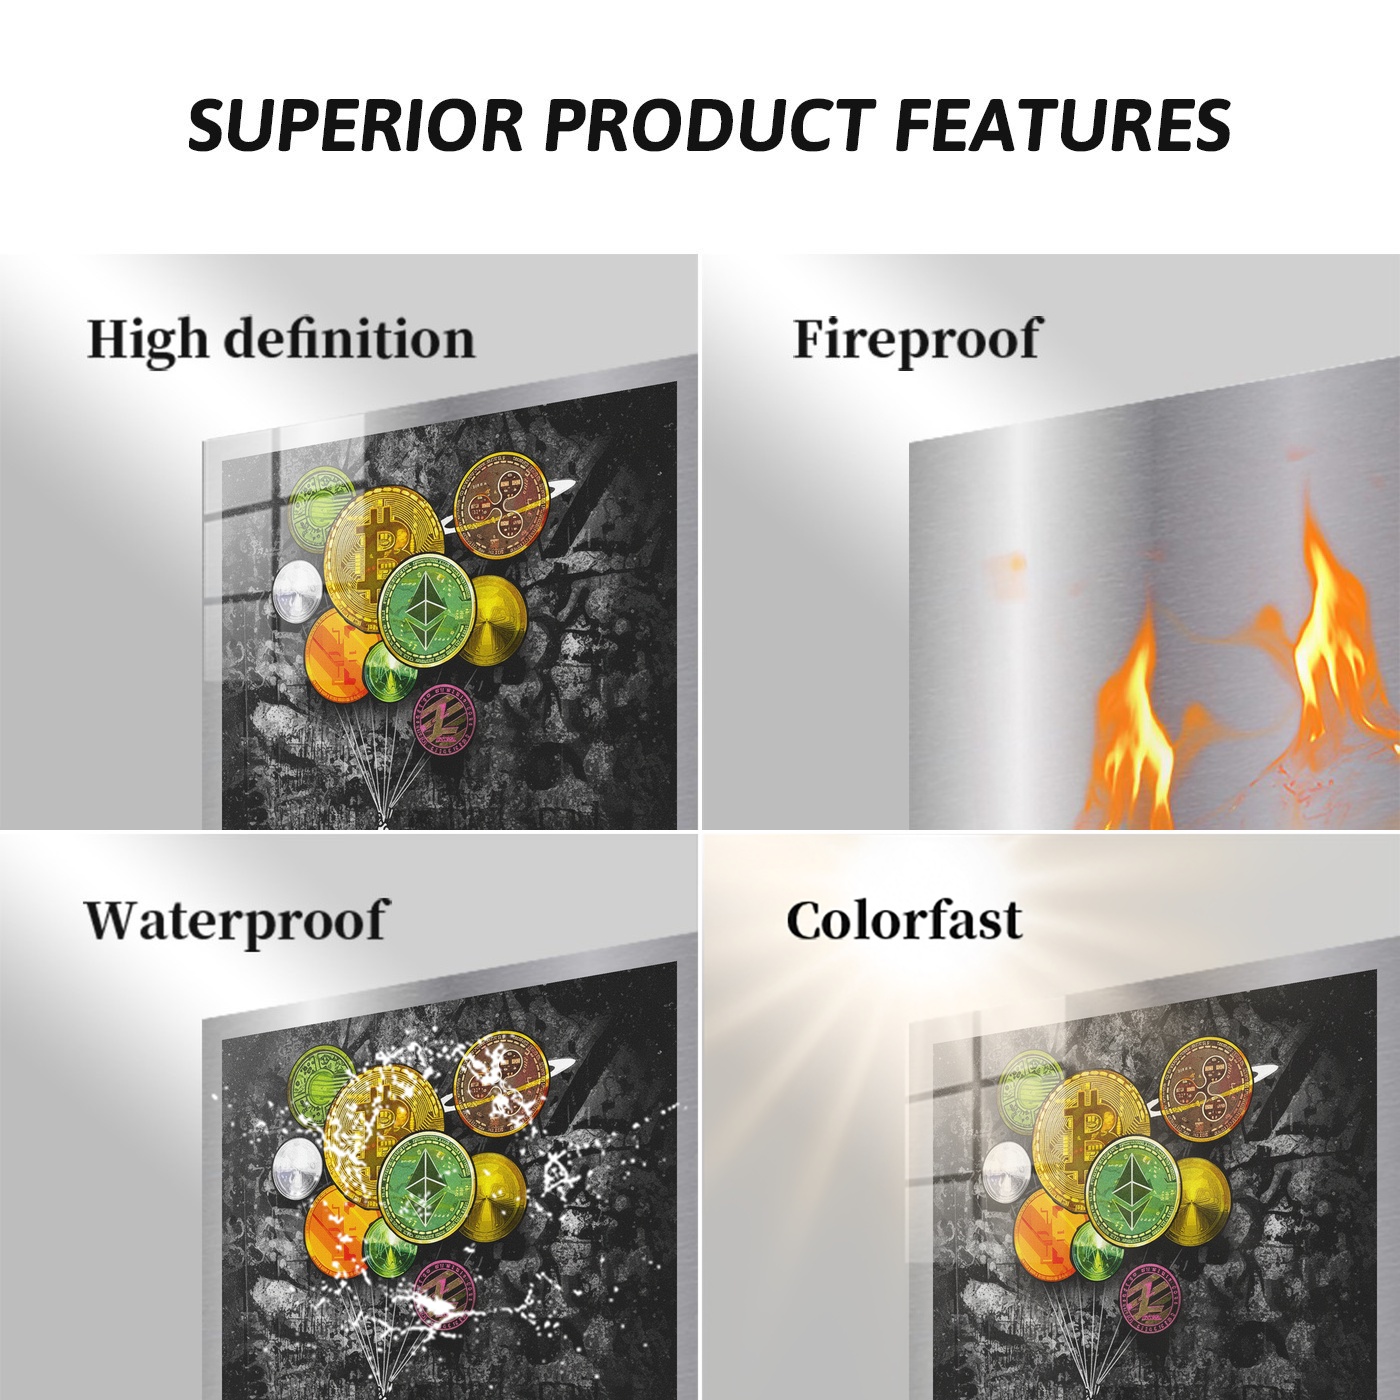 SUPERIOR PRODUCT FEATURES
High definition
Fireproof
Waterproof
Colorfast